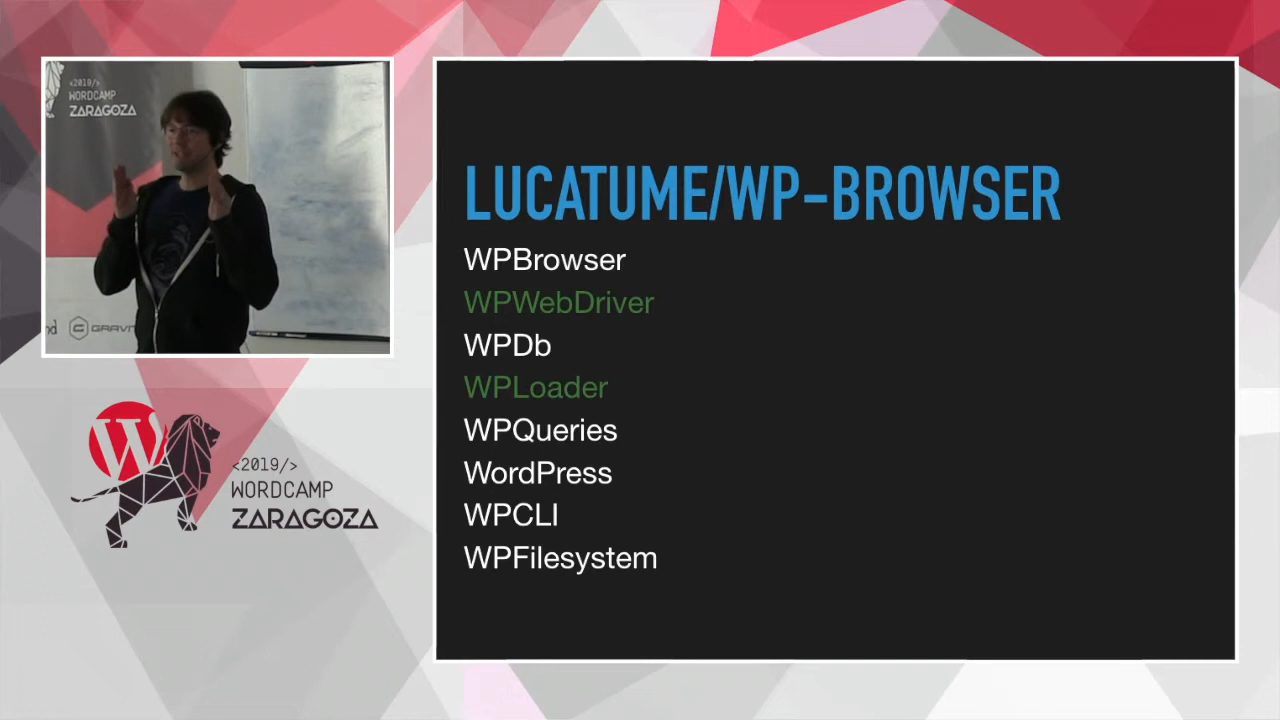 <2019/>
WORDCAMP
ZARAGOZA
LUCATUME/WP-BROWSER
WPBrowser
WPWebDriver
WPDb
WPLoader
WPQueries
WordPress
WPCLI
WPFilesystem
W
<2019/>
WORDCAMP
ZARAGOZA